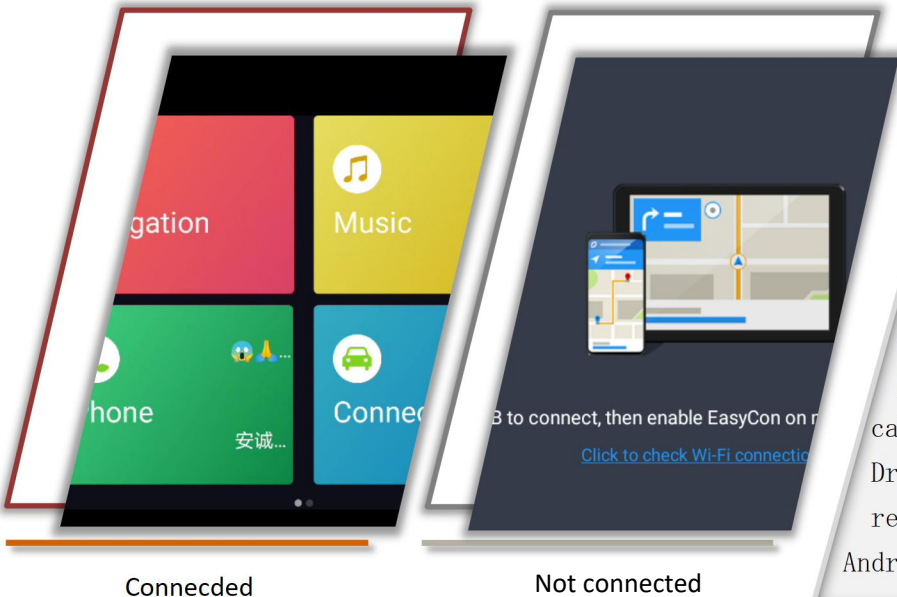 gation
Music
hone
安诚...
Connec
B to connect, then enable EasyCon on
Click to check Wi-Fi connectio
ca
Dr
re
Andr
Connecded
Not connected